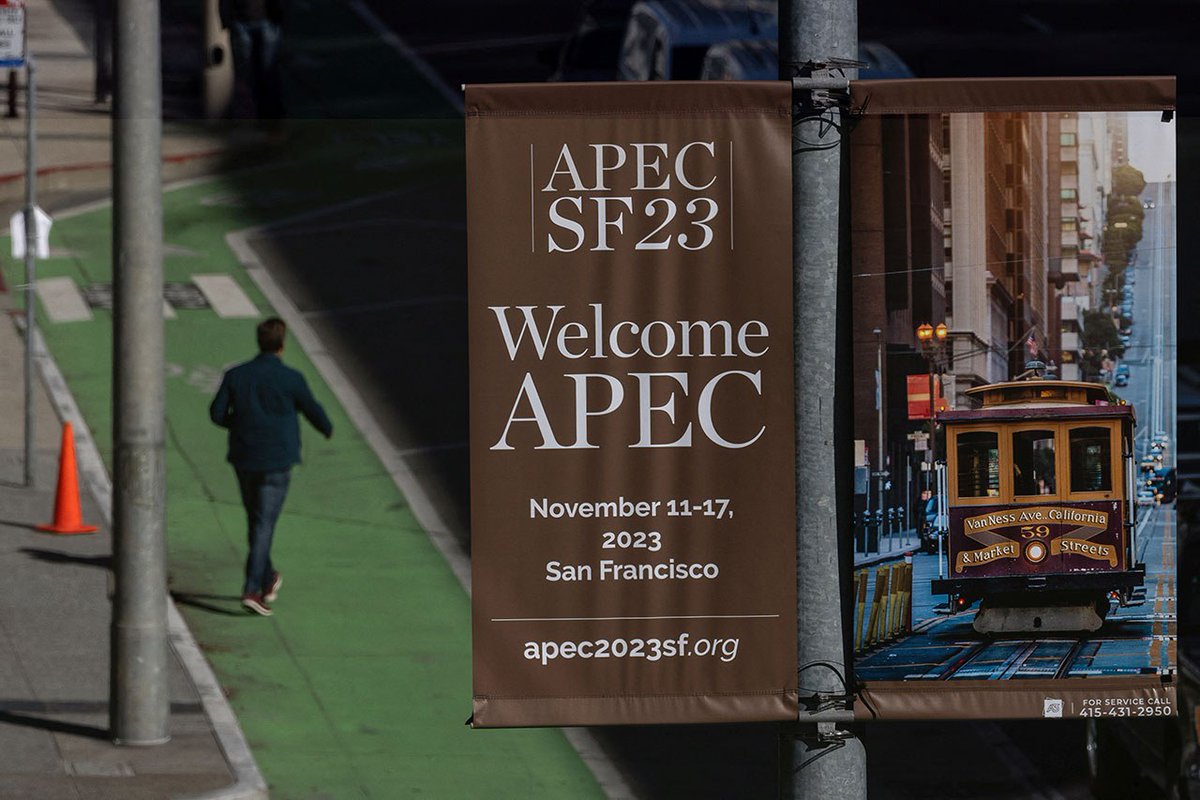 APEC
SF23
Welcome
APEC
November 11-17,
2023
San Francisco
apec2023sf.org
Van Ness Ave., California
59
& Market Streets
FOR SERVICE CALL
415-431-2950